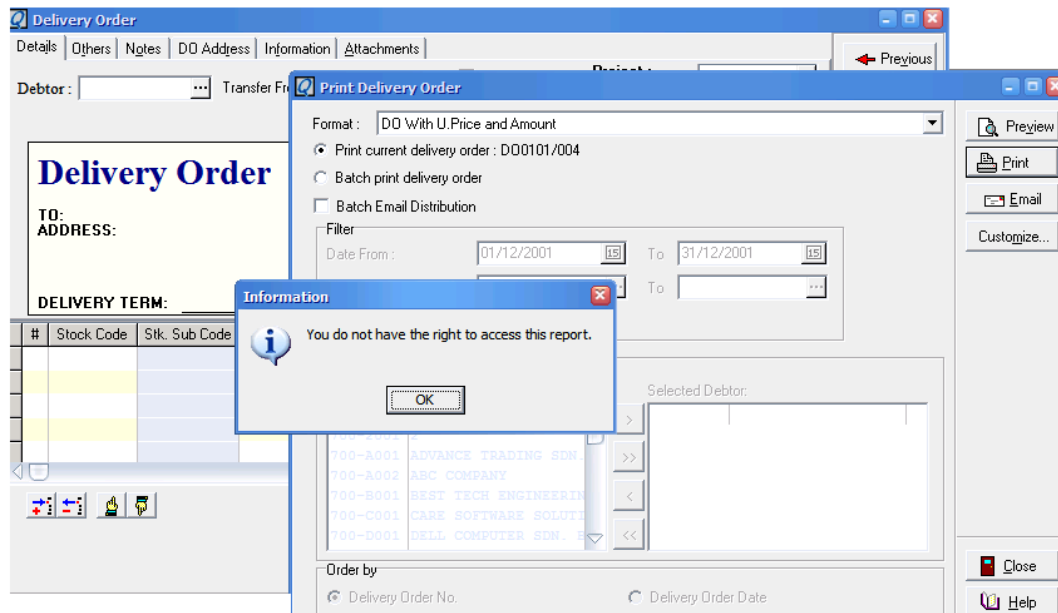 Delivery Order
Details Others Notes DO Address Information Attachments
Previous
Debtor : Transfer
Print Delivery Order
Format : DO With U.Price and Amount
Print current delivery order : DO0101/004
Batch print delivery order
Batch Email Distribution
Filter
Date From : 01/12/2001 15 To 31/12/2001 15
To
Preview
Print
Email
Customize...
Delivery Order
TO:
ADDRESS:
DELIVERY TERM:
# Stock Code Stk. Sub Code
Information
You do not have the right to access this report.
OK
Selected Debtor:
> >> < <<
700-A001 ADVANCE TRADING SDN.
700-A002 ABC COMPANY
700-B001 BEST TECH ENGINEERIN
700-C001 CARE SOFTWARE SOLUTI
700-D001 DELL COMPUTER SDN.
Order by
Delivery Order No. Delivery Order Date
Close
Help